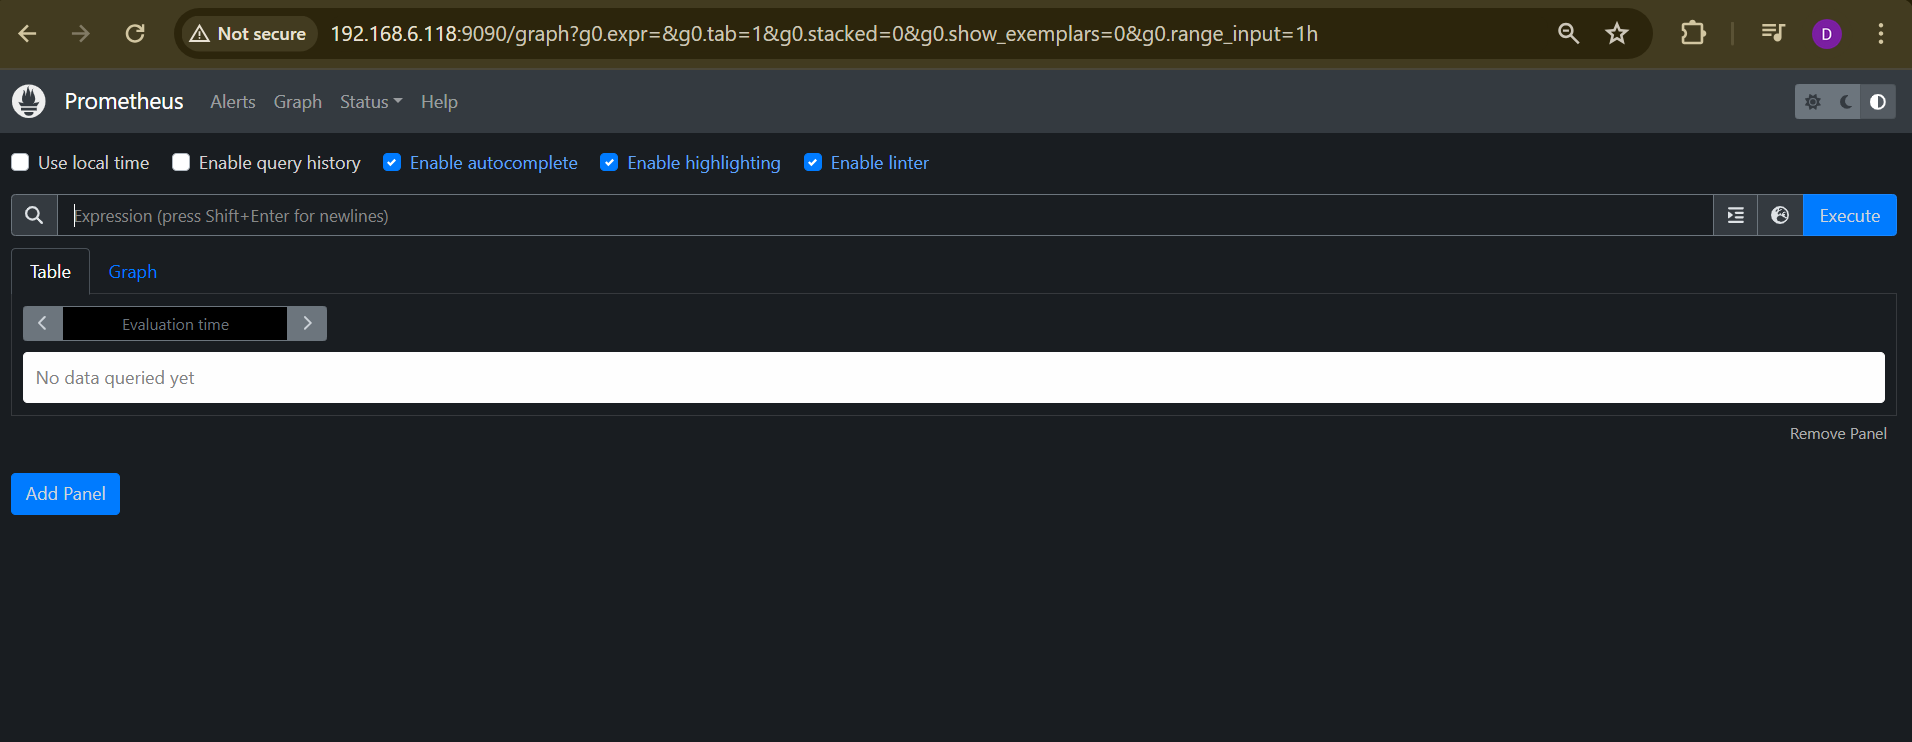 Not secure 192.168.6.118:9090/graph?g0.expr=&g0.tab=1&g0.stacked=0&g0.show_exemplars=0&g0.range_input=1h D
Prometheus Alerts Graph Status Help
Use local time Enable query history Enable autocomplete Enable highlighting Enable linter
Expression (press Shift+Enter for newlines) Execute
Table Graph
Evaluation time
No data queried yet
Remove Panel
Add Panel